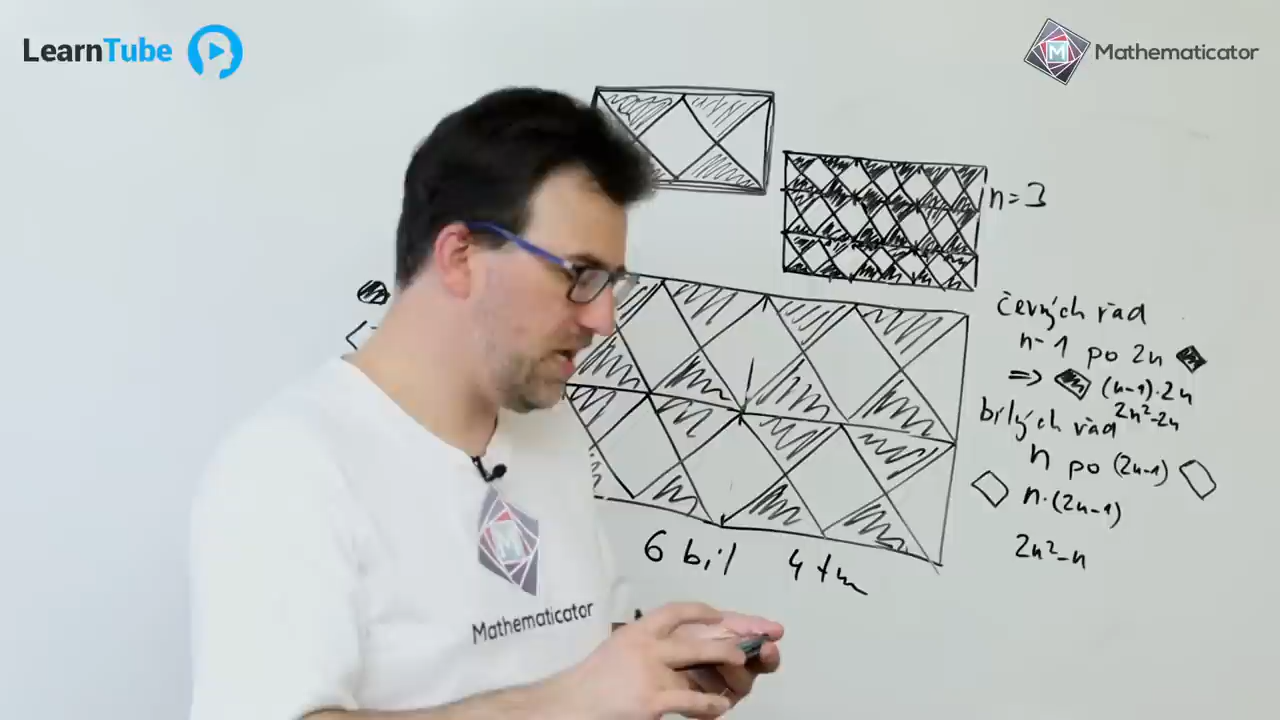 LearnTube
Mathematicator
n=3
černých řad
n-1 po 2n
⇒ (n-1)·2n
2n²-2n
bílých řad
n po (2n-1)
n·(2n-1)
2n²-n
6 bíl 4 tm
M
Mathematicator